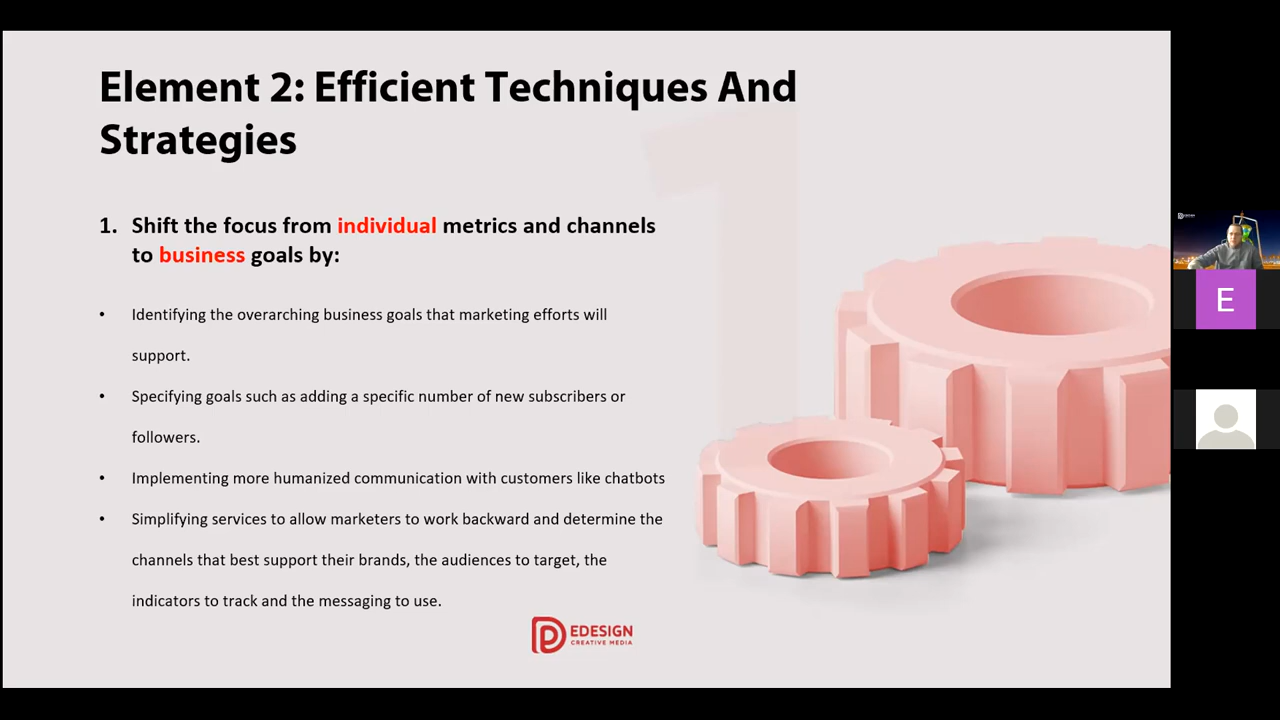 Element 2: Efficient Techniques And
Strategies
1. Shift the focus from individual metrics and channels
to business goals by:
• Identifying the overarching business goals that marketing efforts will
support.
• Specifying goals such as adding a specific number of new subscribers or
followers.
• Implementing more humanized communication with customers like chatbots
• Simplifying services to allow marketers to work backward and determine the
channels that best support their brands, the audiences to target, the
indicators to track and the messaging to use.
EDESIGN
CREATIVE MEDIA
1
E